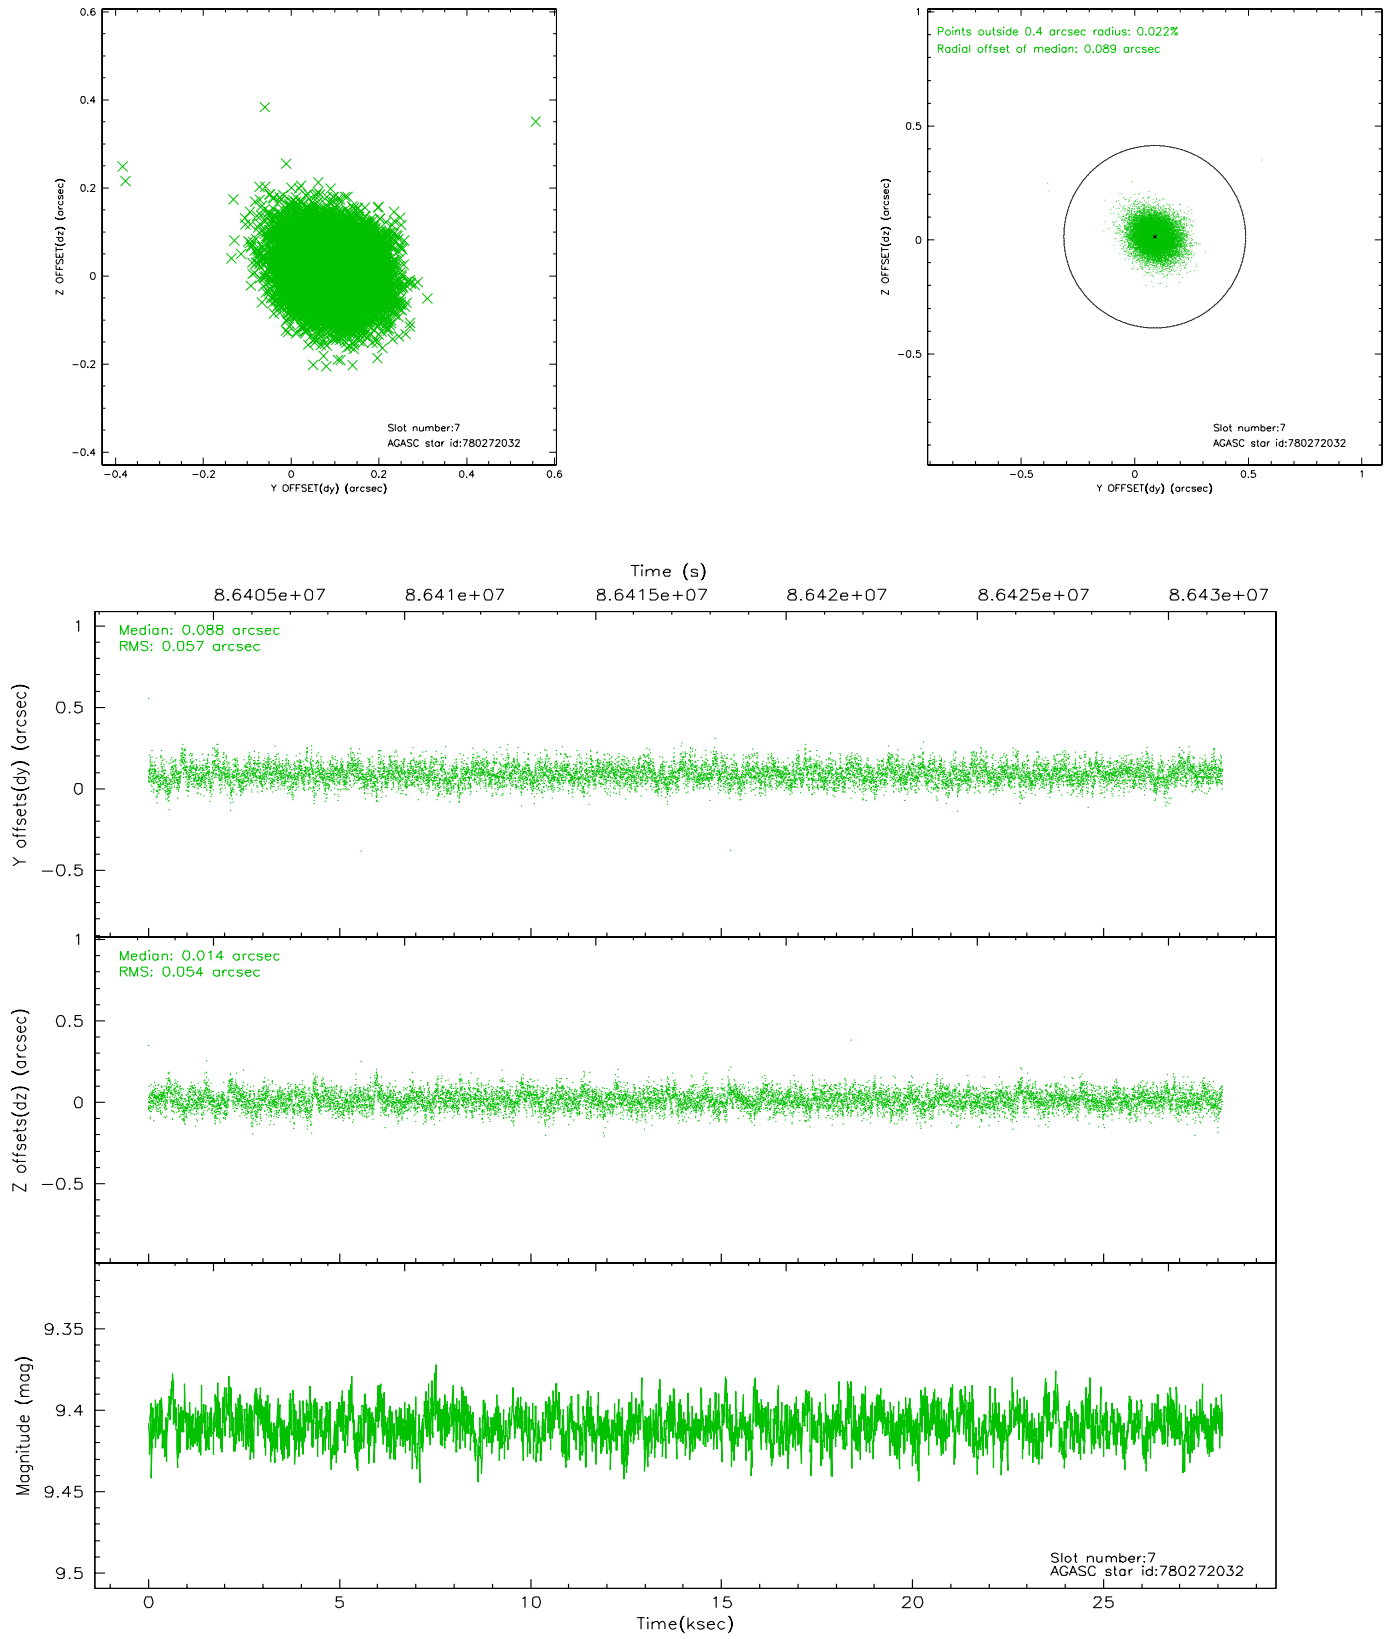 0.6
0.4
0.2
0
−0.2
−0.4
Z OFFSET(dz) (arcsec)
−0.4 −0.2 0 0.2 0.4 0.6
Y OFFSET(dy) (arcsec)
Slot number:7
AGASC star id:780272032
Points outside 0.4 arcsec radius: 0.022%
Radial offset of median: 0.089 arcsec
1
0.5
0
−0.5
Z OFFSET(dz) (arcsec)
−0.5 0 0.5 1
Y OFFSET(dy) (arcsec)
Slot number:7
AGASC star id:780272032
Time (s)
8.6405e+07 8.641e+07 8.6415e+07 8.642e+07 8.6425e+07 8.643e+07
Median: 0.088 arcsec
RMS: 0.057 arcsec
1
0.5
0
−0.5
Y offsets(dy) (arcsec)
Median: 0.014 arcsec
RMS: 0.054 arcsec
1
0.5
0
−0.5
Z offsets(dz) (arcsec)
9.35
9.4
9.45
9.5
Magnitude (mag)
Slot number:7
AGASC star id:780272032
0 5 10 15 20 25
Time(ksec)